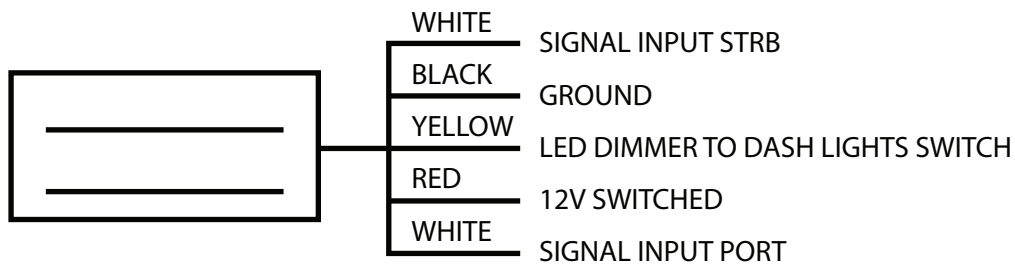 WHITE
SIGNAL INPUT STRB
BLACK
GROUND
YELLOW
LED DIMMER TO DASH LIGHTS SWITCH
RED
12V SWITCHED
WHITE
SIGNAL INPUT PORT